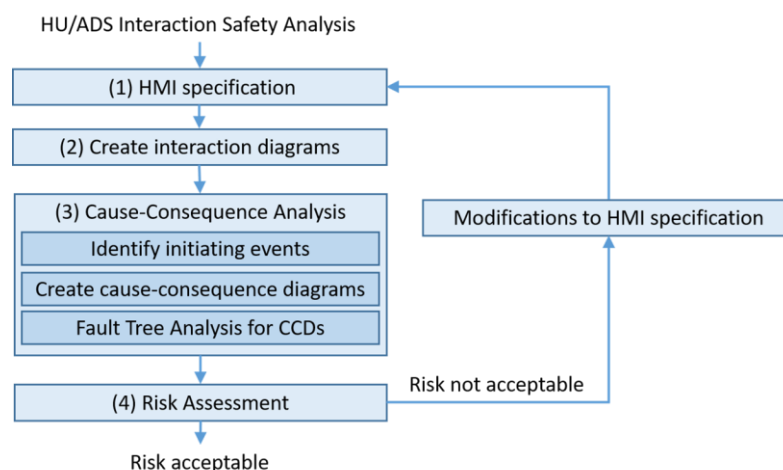 HU/ADS Interaction Safety Analysis
(1) HMI specification
(2) Create interaction diagrams
(3) Cause-Consequence Analysis
Identify initiating events
Create cause-consequence diagrams
Fault Tree Analysis for CCDs
Modifications to HMI specification
(4) Risk Assessment
Risk not acceptable
Risk acceptable